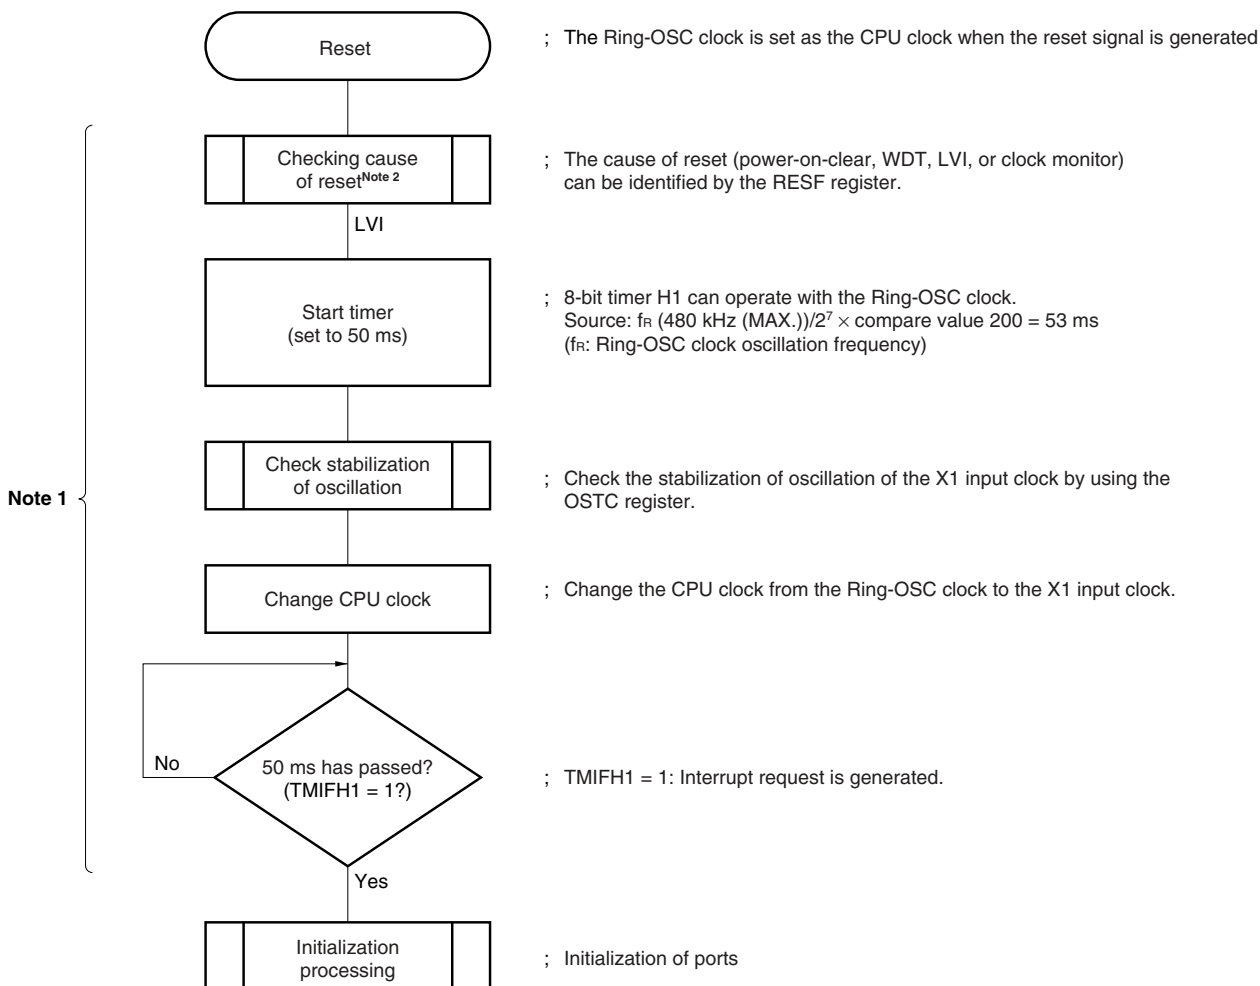 Reset
; The Ring-OSC clock is set as the CPU clock when the reset signal is generated
Note 1
Checking cause
of reset^Note 2
; The cause of reset (power-on-clear, WDT, LVI, or clock monitor)
can be identified by the RESF register.
LVI
Start timer
(set to 50 ms)
; 8-bit timer H1 can operate with the Ring-OSC clock.
Source: fR (480 kHz (MAX.))/2⁷ × compare value 200 = 53 ms
(fR: Ring-OSC clock oscillation frequency)
Check stabilization
of oscillation
; Check the stabilization of oscillation of the X1 input clock by using the
OSTC register.
Change CPU clock
; Change the CPU clock from the Ring-OSC clock to the X1 input clock.
No
50 ms has passed?
(TMIFH1 = 1?)
; TMIFH1 = 1: Interrupt request is generated.
Yes
Initialization
processing
; Initialization of ports